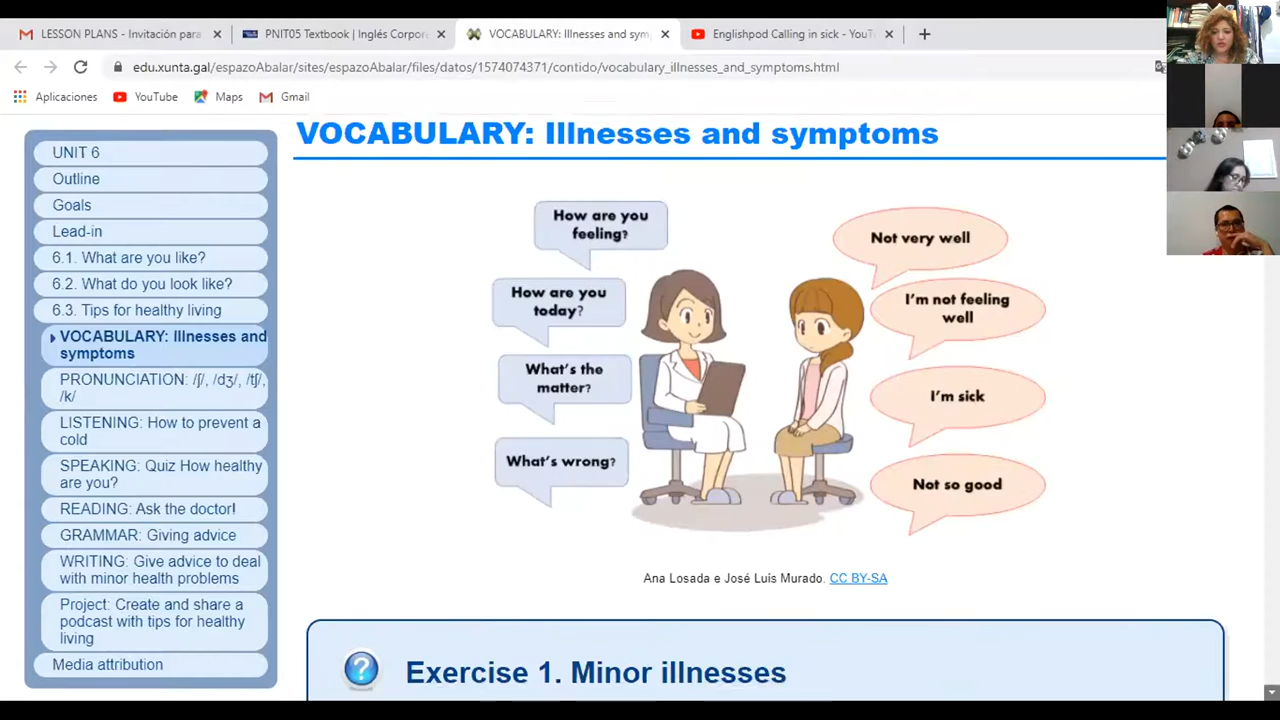 LESSON PLANS - Invitación para
PNIT05 Textbook | Inglés Corpor
VOCABULARY: Illnesses and sym
Englishpod Calling in sick - YouT
edu.xunta.gal/espazoAbalar/sites/espazoAbalar/files/datos/1574074371/contido/vocabulary_illnesses_and_symptoms.html
Aplicaciones
YouTube
Maps
Gmail
UNIT 6
Outline
Goals
Lead-in
6.1. What are you like?
6.2. What do you look like?
6.3. Tips for healthy living
VOCABULARY: Illnesses and
symptoms
PRONUNCIATION: /ʃ/, /dʒ/, /tʃ/,
/k/
LISTENING: How to prevent a
cold
SPEAKING: Quiz How healthy
are you?
READING: Ask the doctor!
GRAMMAR: Giving advice
WRITING: Give advice to deal
with minor health problems
Project: Create and share a
podcast with tips for healthy
living
Media attribution
VOCABULARY: Illnesses and symptoms
How are you
feeling?
How are you
today?
What's the
matter?
What's wrong?
Not very well
I'm not feeling
well
I'm sick
Not so good
Ana Losada e José Luis Murado. CC BY-SA
Exercise 1. Minor illnesses